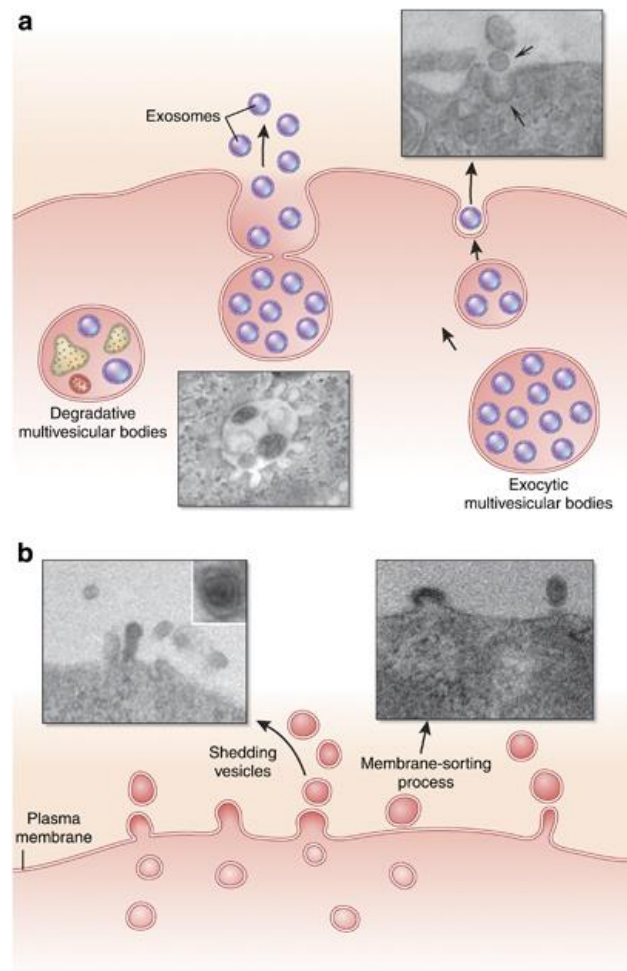 a
Exosomes
Degradative
multivesicular bodies
Exocytic
multivesicular bodies
b
Shedding
vesicles
Membrane-sorting
process
Plasma
membrane